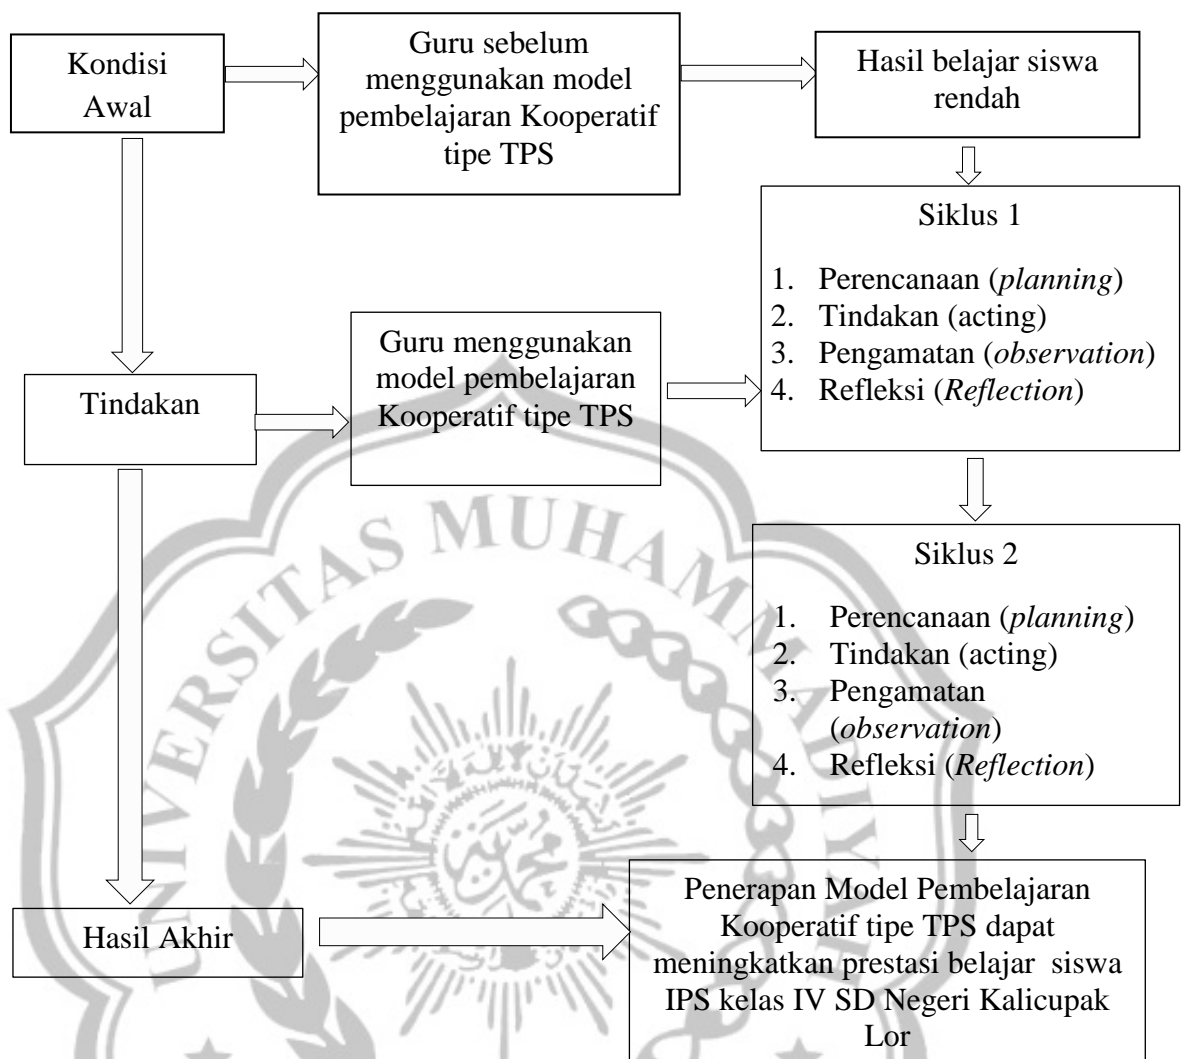 Kondisi
Awal
Guru sebelum
menggunakan model
pembelajaran Kooperatif
tipe TPS
Hasil belajar siswa
rendah
Siklus 1
1. Perencanaan (planning)
2. Tindakan (acting)
3. Pengamatan (observation)
4. Refleksi (Reflection)
Tindakan
Guru menggunakan
model pembelajaran
Kooperatif tipe TPS
Siklus 2
1. Perencanaan (planning)
2. Tindakan (acting)
3. Pengamatan
(observation)
4. Refleksi (Reflection)
Hasil Akhir
Penerapan Model Pembelajaran
Kooperatif tipe TPS dapat
meningkatkan prestasi belajar siswa
IPS kelas IV SD Negeri Kalicupak
Lor
UNIVERSITAS MUHAMMADIYAH